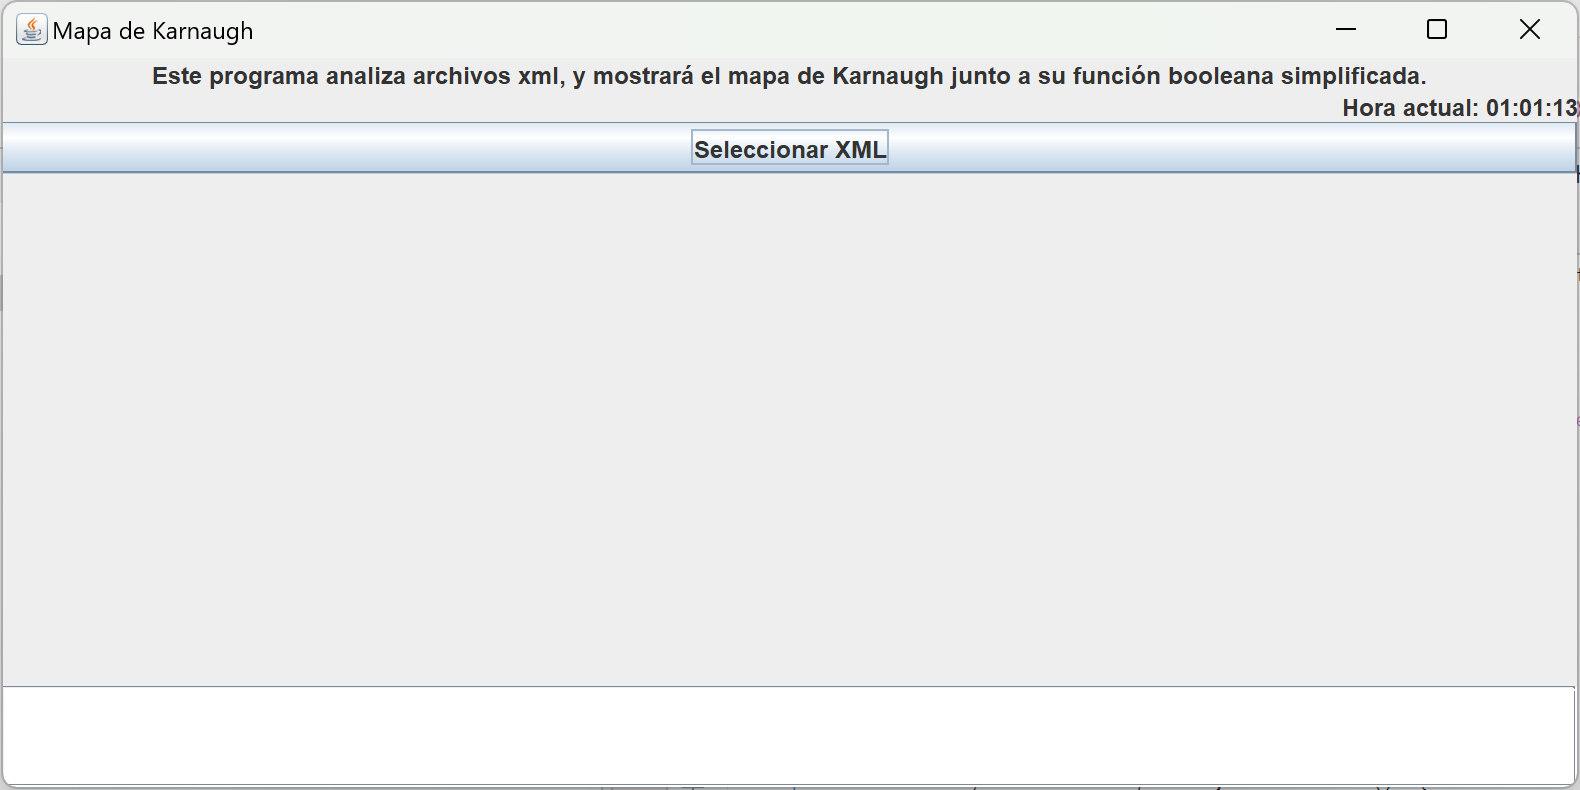 Mapa de Karnaugh
Este programa analiza archivos xml, y mostrará el mapa de Karnaugh junto a su función booleana simplificada.
Hora actual: 01:01:13
Seleccionar XML